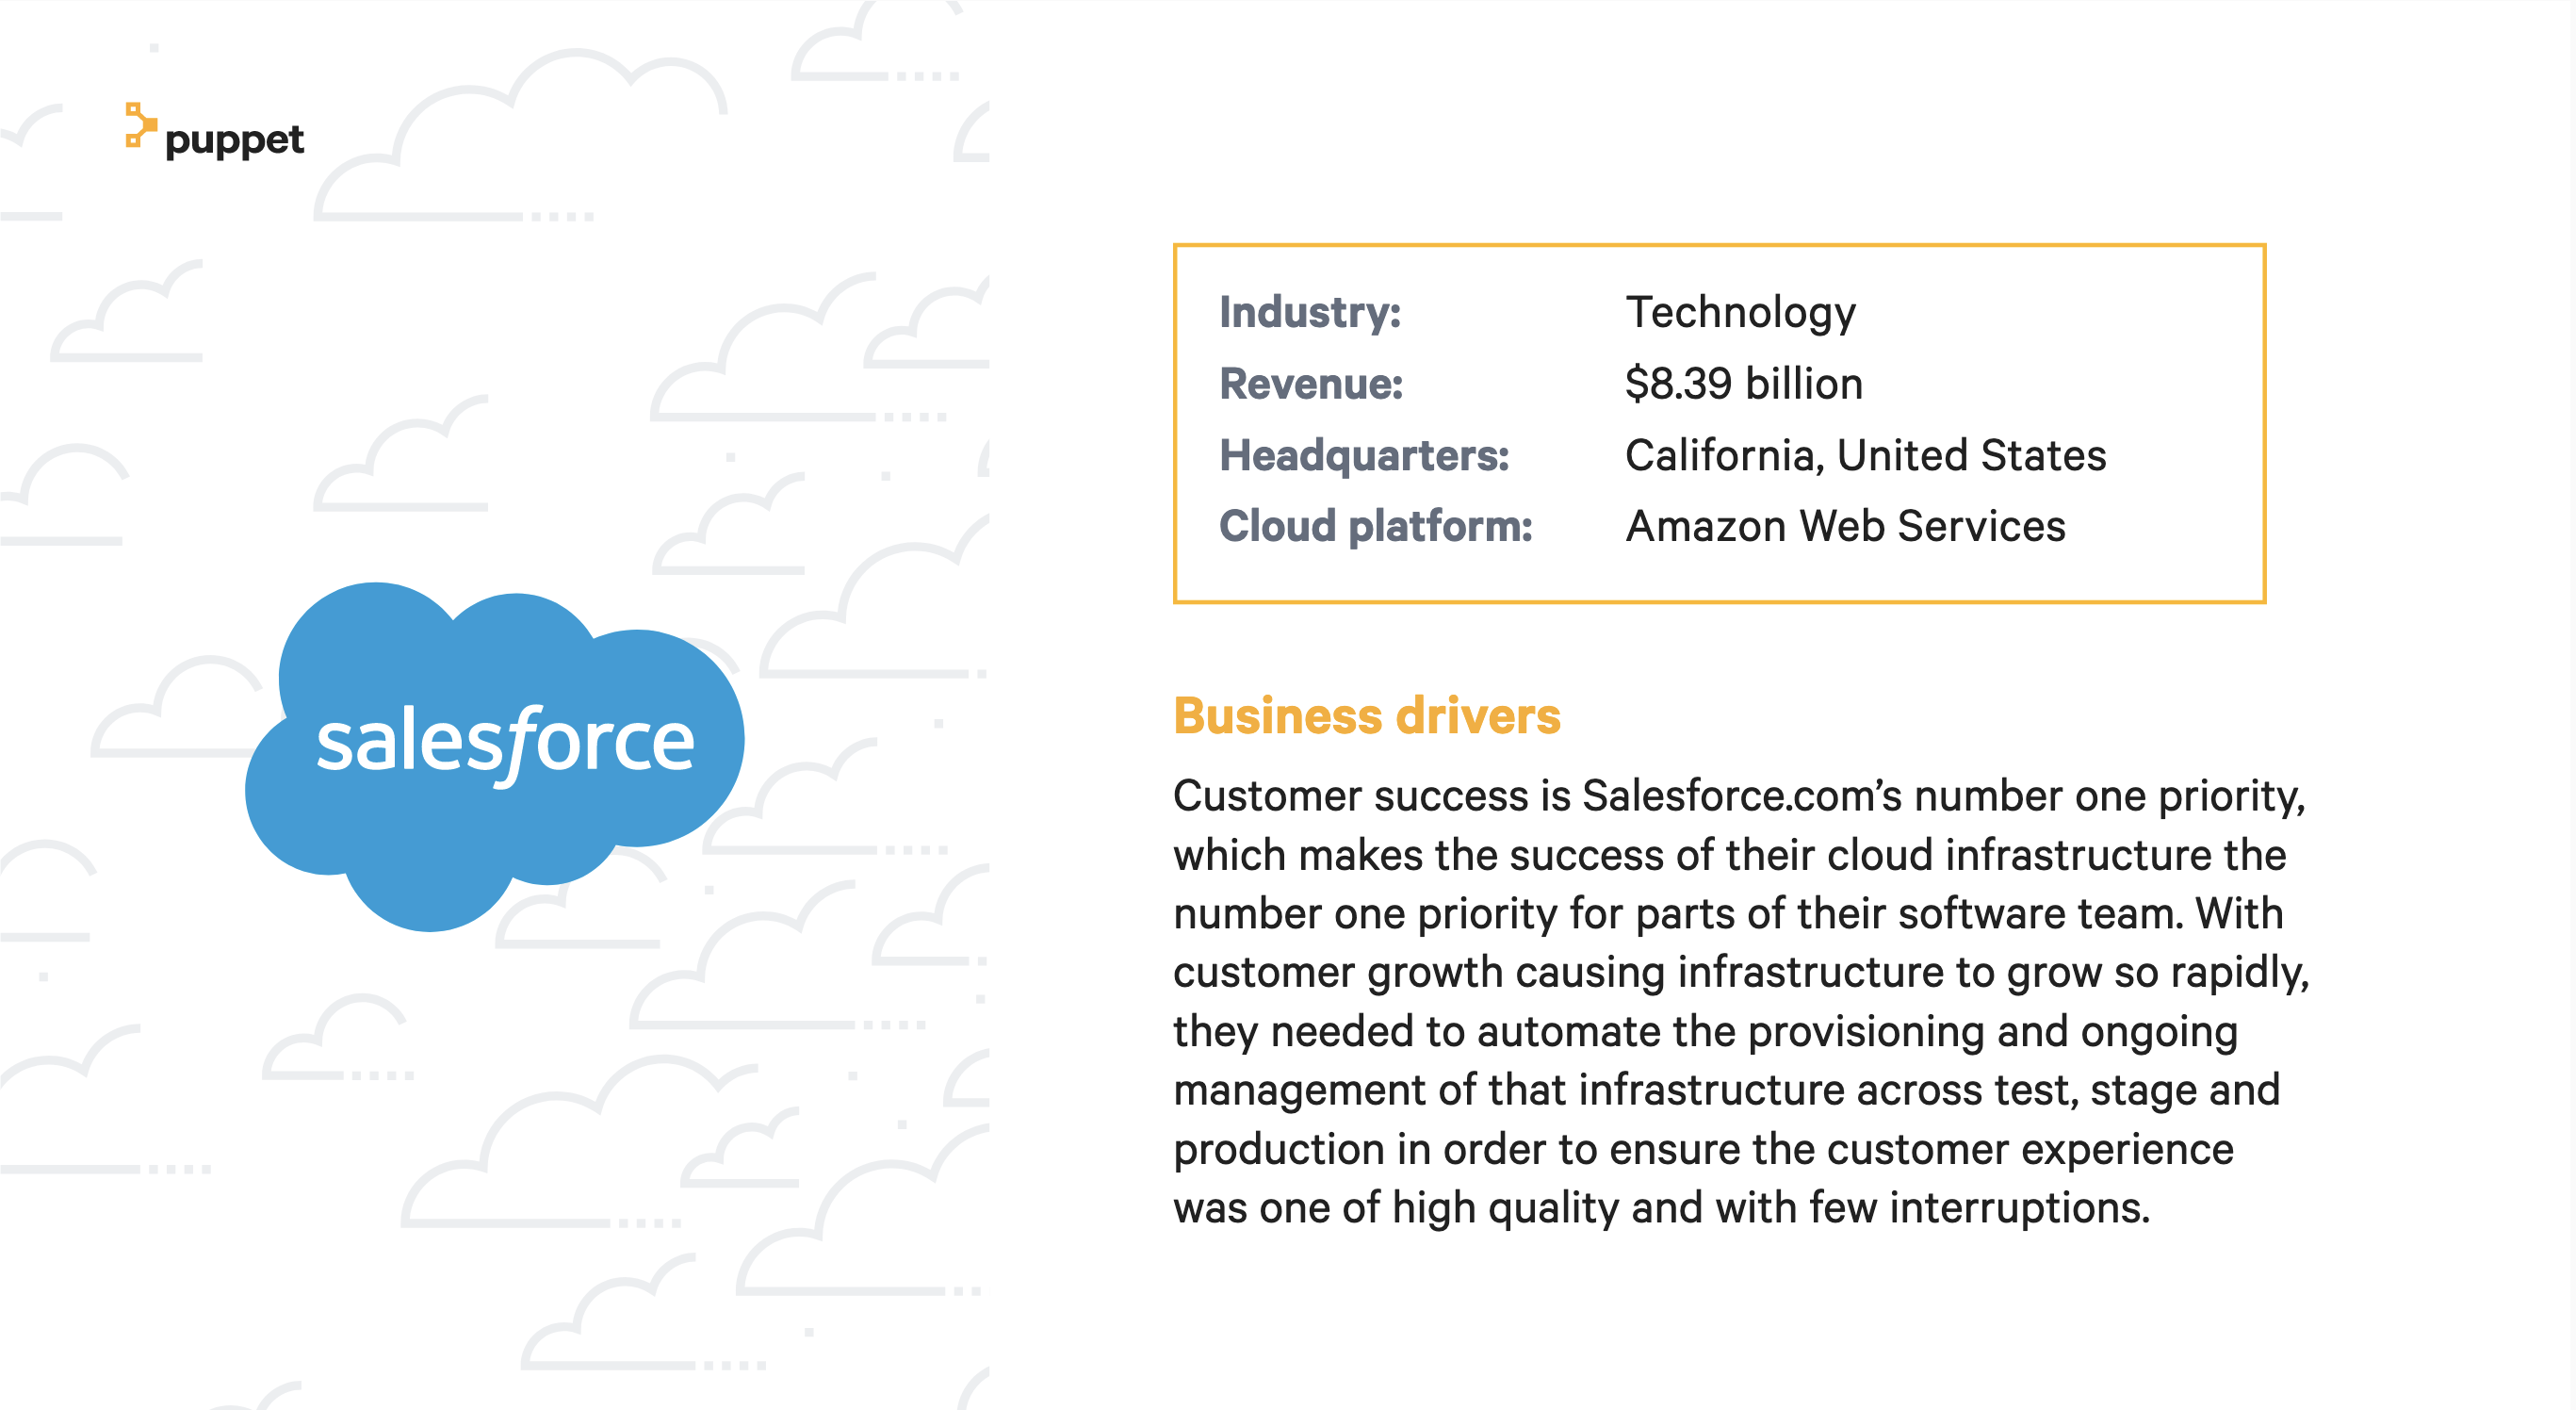 puppet
salesforce
Industry: Technology
Revenue: $8.39 billion
Headquarters: California, United States
Cloud platform: Amazon Web Services
Business drivers
Customer success is Salesforce.com’s number one priority,
which makes the success of their cloud infrastructure the
number one priority for parts of their software team. With
customer growth causing infrastructure to grow so rapidly,
they needed to automate the provisioning and ongoing
management of that infrastructure across test, stage and
production in order to ensure the customer experience
was one of high quality and with few interruptions.